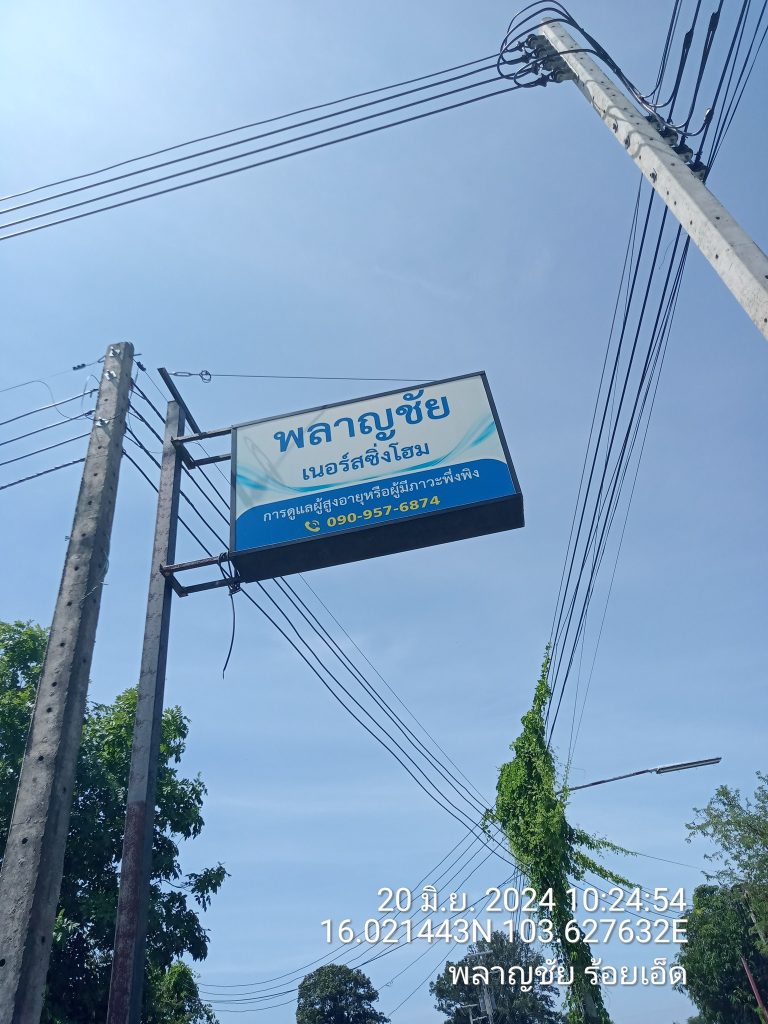 พลาญชัย
เนอร์สซิ่งโฮม
การดูแลผู้สูงอายุหรือผู้มีภาวะพึ่งพิง
090-957-6874
20 มิ.ย. 2024 10:24:54
16.021443N 103.627632E
พลาญชัย ร้อยเอ็ด